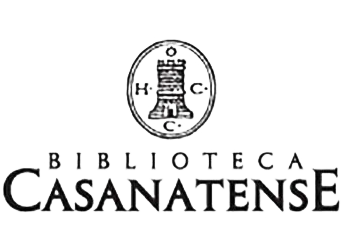 O
H · C ·
C ·
BIBLIOTECA
CASANATENSE